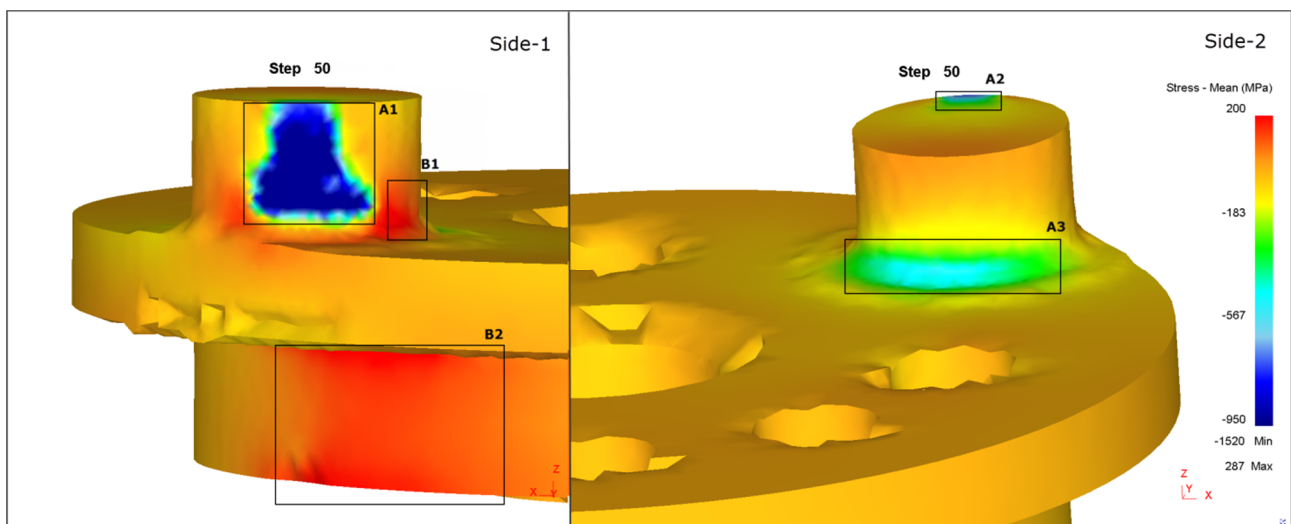 Side-1
Step 50
A1
B1
B2
X
Z
Y
Side-2
Step 50
A2
A3
Stress - Mean (MPa)
200
-183
-567
-950
-1520 Min
287 Max
Z
Y
X